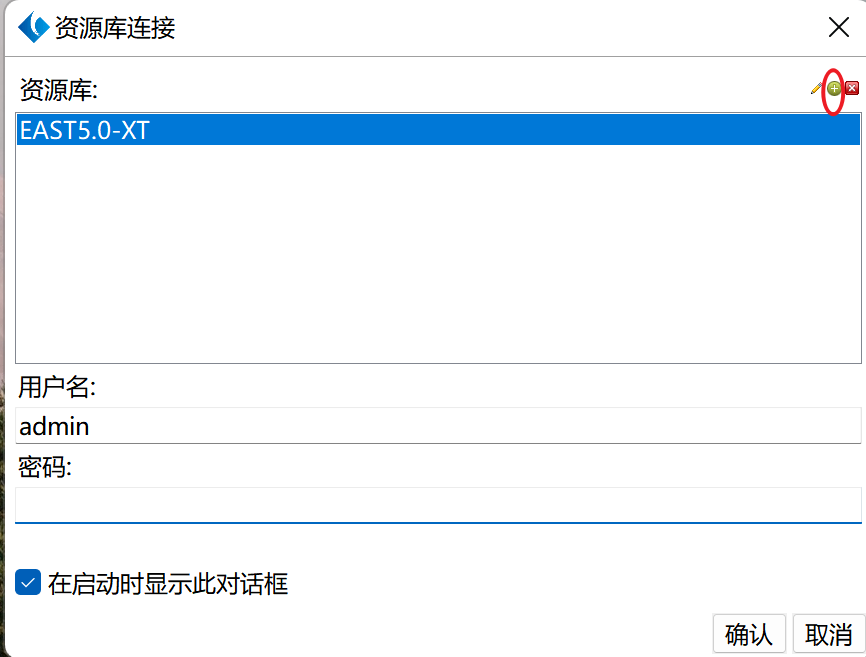 资源库连接
资源库:
EAST5.0-XT
用户名:
admin
密码:
在启动时显示此对话框
确认 取消